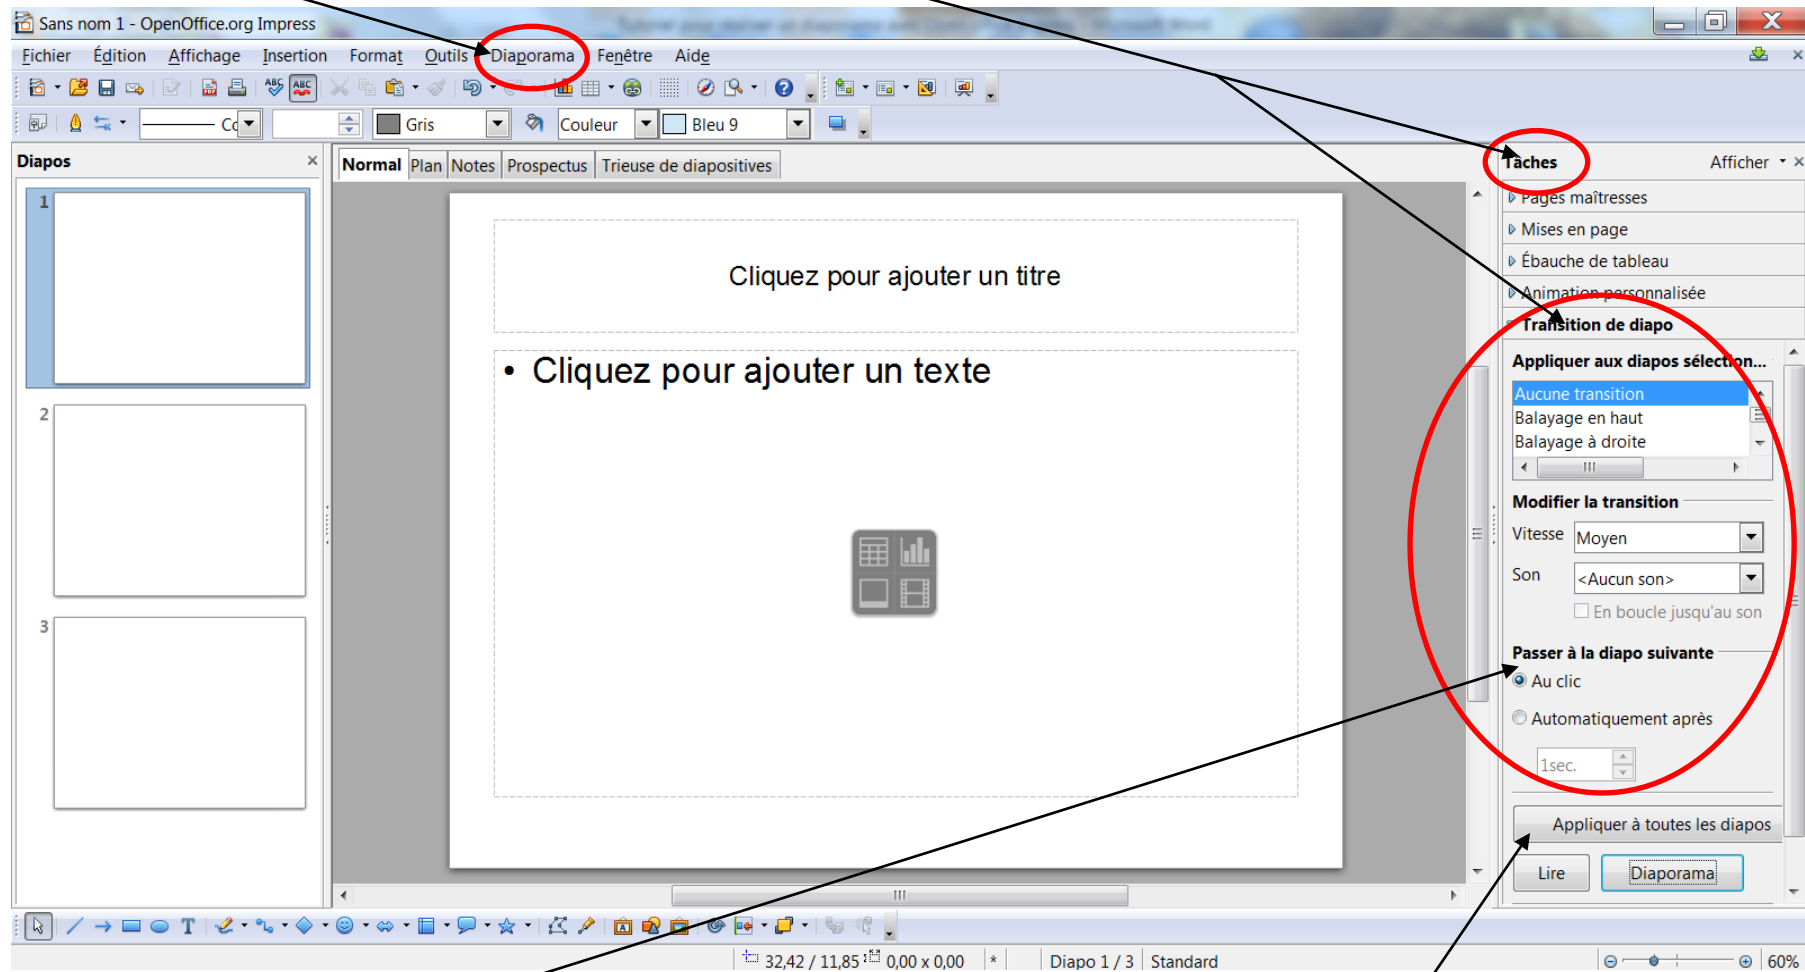 Sans nom 1 - OpenOffice.org Impress
Fichier Édition Affichage Insertion Format Outils Diaporama Fenêtre Aide
Gris Couleur Bleu 9
Diapos
Normal Plan Notes Prospectus Trieuse de diapositives
Tâches Afficher
1
2
3
Cliquez pour ajouter un titre
• Cliquez pour ajouter un texte
Pages maîtresses
Mises en page
Ébauche de tableau
Animation personnalisée
Transition de diapo
Appliquer aux diapos sélection...
Aucune transition
Balayage en haut
Balayage à droite
Modifier la transition
Vitesse Moyen
Son <Aucun son>
En boucle jusqu'au son
Passer à la diapo suivante
Au clic
Automatiquement après
1sec.
Appliquer à toutes les diapos
Lire Diaporama
32,42 / 11,85 0,00 x 0,00 * Diapo 1 / 3 Standard 60%